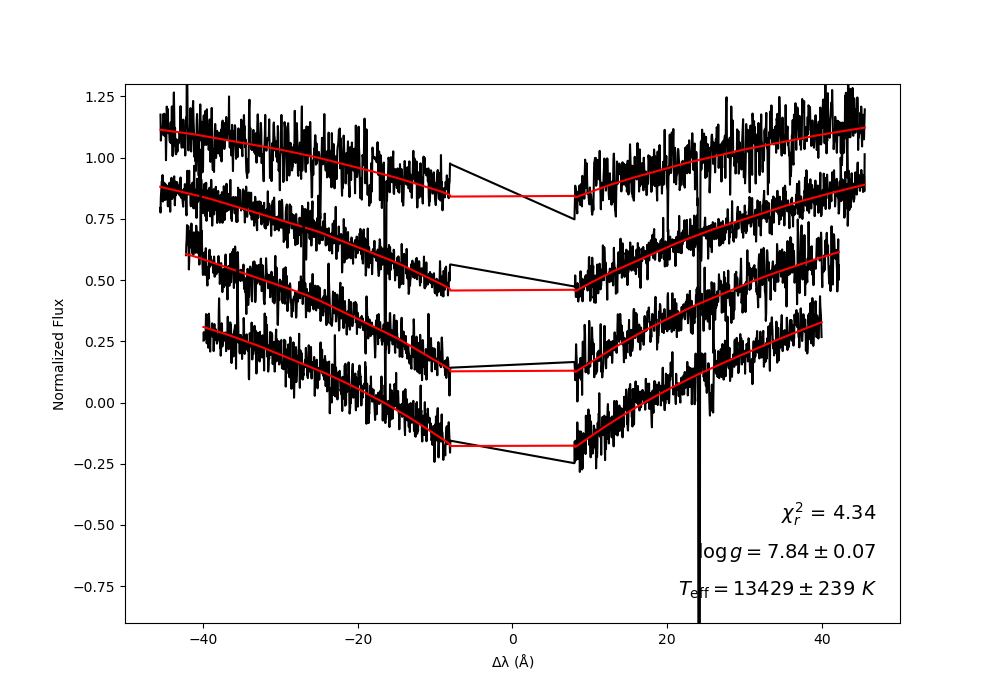 1.25
1.00
0.75
0.50
0.25
0.00
−0.25
−0.50
−0.75
Normalized Flux
χ²ᵣ = 4.34
log g = 7.84 ± 0.07
T_eff = 13429 ± 239 K
−40 −20 0 20 40
Δλ (Å)